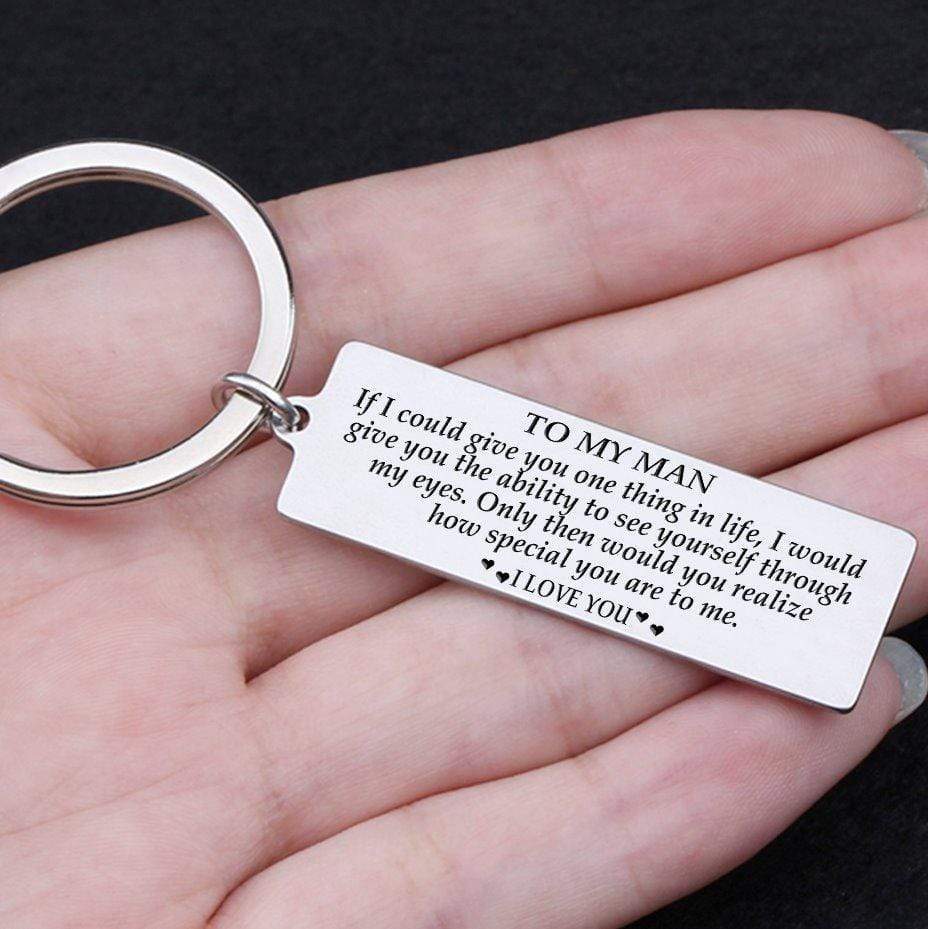 TO MY MAN
If I could give you one thing in life, I would
give you the ability to see yourself through
my eyes. Only then would you realize
how special you are to me.
I LOVE YOU